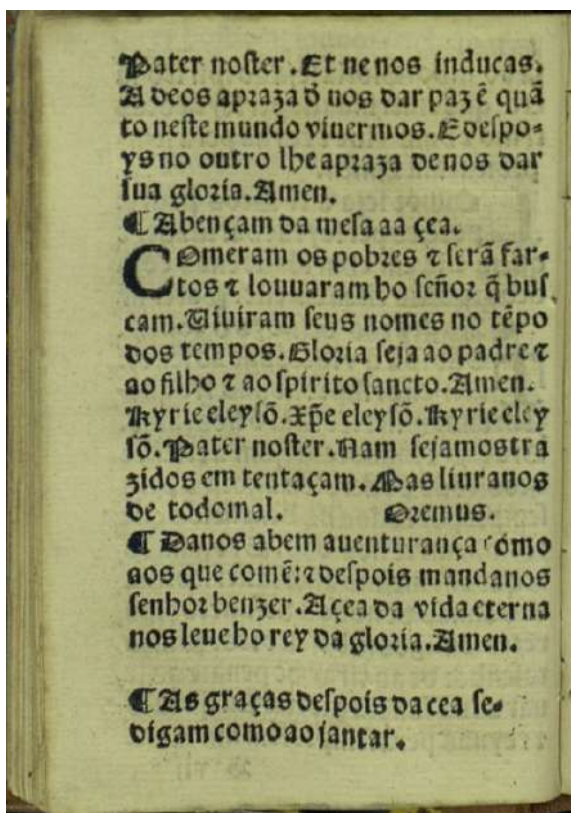 Pater noſter. Et ne nos inducas.
A deos apraza d̃ nos dar paz ẽ quã
to neſte mundo viuermos. E deſpo⸗
ys no outro lhe apraza de nos dar
ſua gloria. Amen.
¶ A bençam da meſa aa çea.
COmeram os pobres ⁊ ſerã far⸗
tos ⁊ louuaram ho ſeñor q̃ buſ
cam. Uiuiram ſeus nomes no tẽpo
dos tempos. Gloria ſeja ao padre ⁊
ao filho ⁊ ao ſpirito ſancto. Amen.
Kyrie eleyſõ. Xp̃e eleyſõ. Kyrie eley
ſõ. Pater noſter. Nam ſejamos tra
zidos em tentaçam. Mas liuranos
de todo mal. Oremus.
¶ Danos a bem auenturança como
aos que comẽ: ⁊ deſpois mandanos
ſenhor benzer. A çea da vida eterna
nos leue ho rey da gloria. Amen.
¶ As graças deſpois da cea ſe⸗
digam como ao jantar.